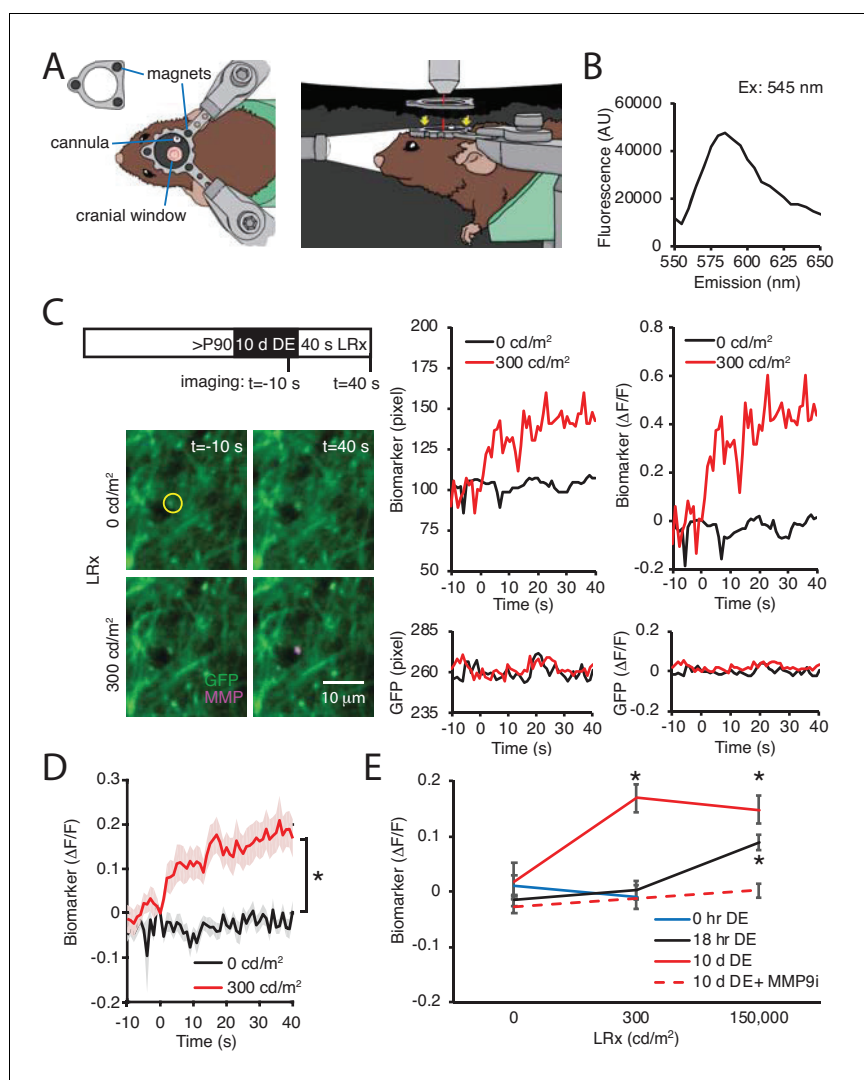 A
magnets
cannula
cranial window
B
Ex: 545 nm
Fluorescence (AU)
60000
40000
20000
0
550 575 600 625 650
Emission (nm)
C
>P90 10 d DE 40 s LRx
imaging: t=-10 s t=40 s
t=-10 s t=40 s
0 cd/m²
LRx
300 cd/m²
GFP
MMP
10 µm
0 cd/m²
300 cd/m²
Biomarker (pixel)
200
175
150
125
100
75
50
-10 0 10 20 30 40
Time (s)
0 cd/m²
300 cd/m²
Biomarker (ΔF/F)
0.8
0.6
0.4
0.2
0
-0.2
-10 0 10 20 30 40
Time (s)
GFP (pixel)
285
260
235
-10 0 10 20 30 40
Time (s)
GFP (ΔF/F)
0.2
0
-0.2
-10 0 10 20 30 40
Time (s)
D
Biomarker (ΔF/F)
0.3
0.2
0.1
0
-0.1
-0.2
*
0 cd/m²
300 cd/m²
-10 0 10 20 30 40
Time (s)
E
Biomarker (ΔF/F)
0.2
0.1
0
-0.1
-0.2
* *
*
0 hr DE
18 hr DE
10 d DE
10 d DE+ MMP9i
0 300 150,000
LRx (cd/m²)